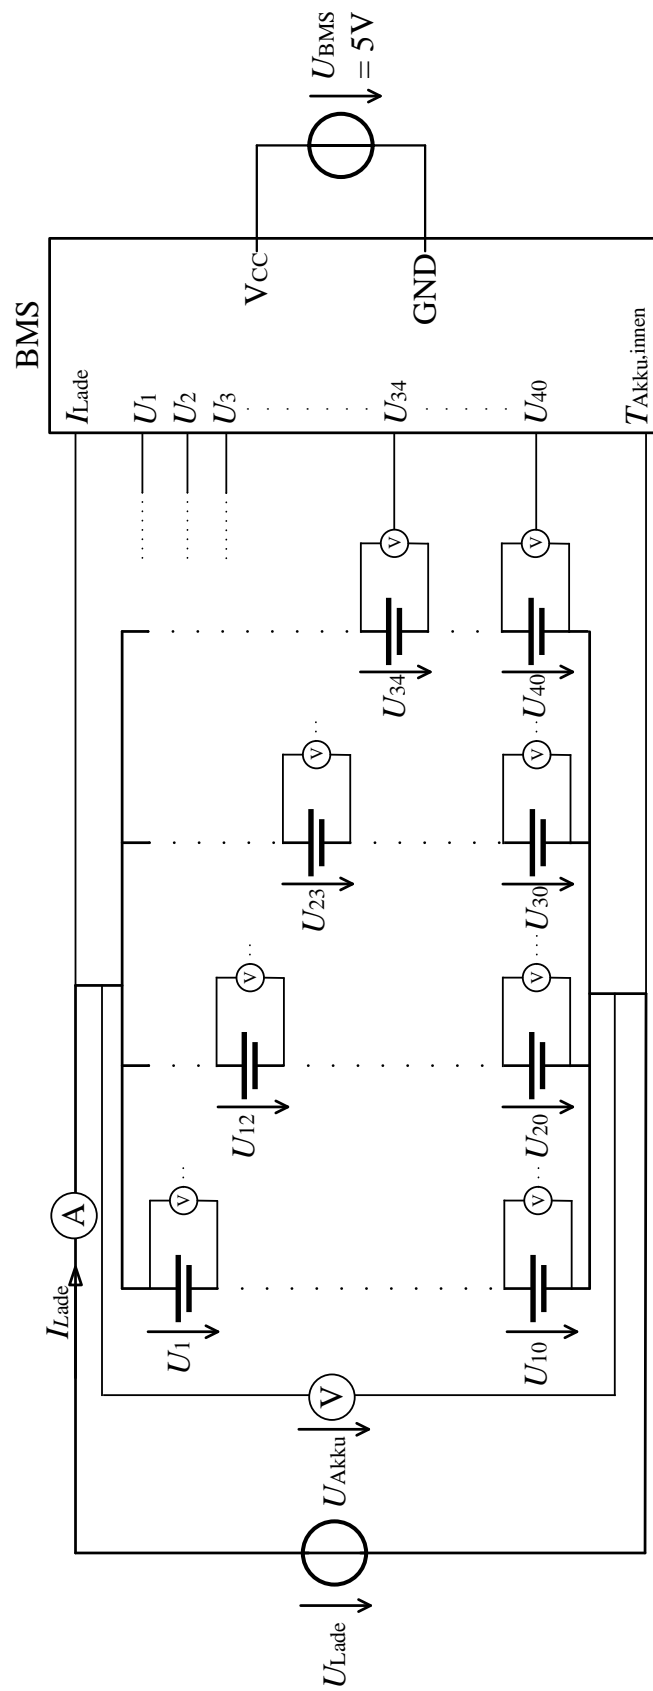 U_Lade
U_Akku
V
I_Lade
A
U_1
V
U_10
V
U_12
V
U_20
V
U_23
V
U_30
V
U_34
V
U_40
V
BMS
I_Lade
U_1
U_2
U_3
U_34
U_40
T_Akku,innen
V_CC
GND
U_BMS
= 5V